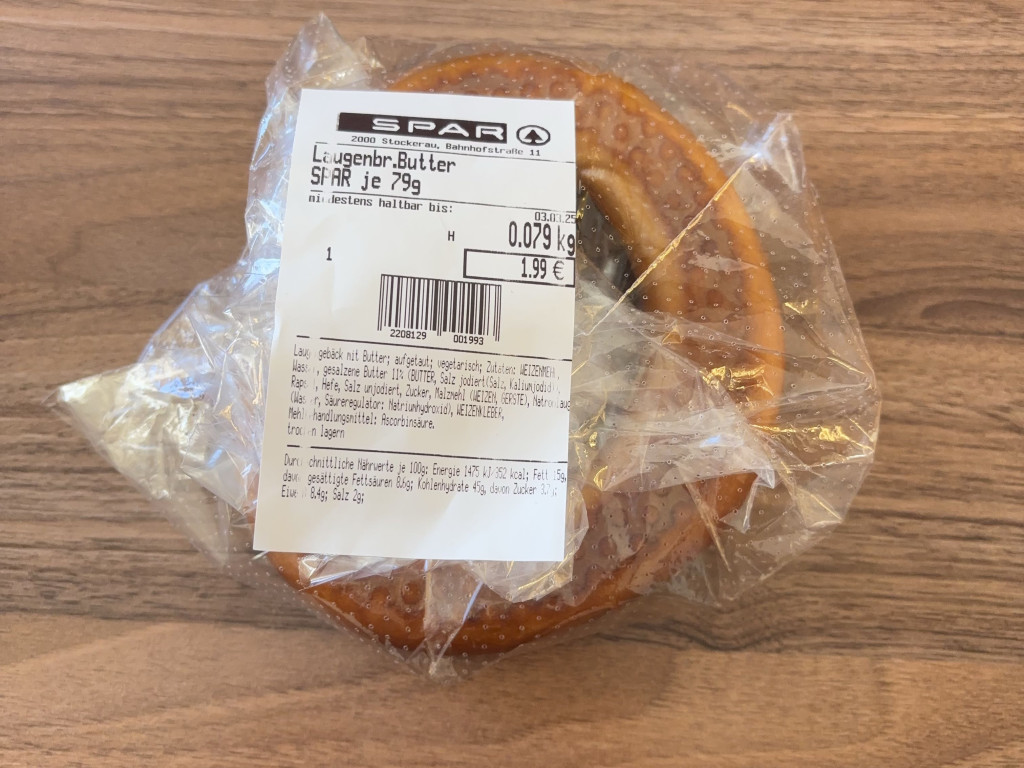 SPAR
2000 Stockerau, Bahnhofstraße 11
Laugenbr.Butter
SPAR je 79g
mindestens haltbar bis:
03.03.25
H 0.079 kg
1 1.99 €
2208129 001993
gebäck mit Butter; aufgetaut; vegetarisch; Zutaten: WEIZENMEHL,
gesalzene Butter 11% (BUTTER, Salz jodiert(Salz, Kaliumjodid)
Hefe, Salz unjodiert, Zucker, Malzmehl (WEIZEN, GERSTE),
Säureregulator: Natriumhydroxid), WEIZENKLEBER,
Ascorbinsäure.
trocken lagern
Nährwerte je 100g: Energie 1475 kJ/352 kcal; Fett
gesättigte Fettsäuren 8.6g; Kohlenhydrate 45g, davon Zucker
8.4g; Salz 2g;